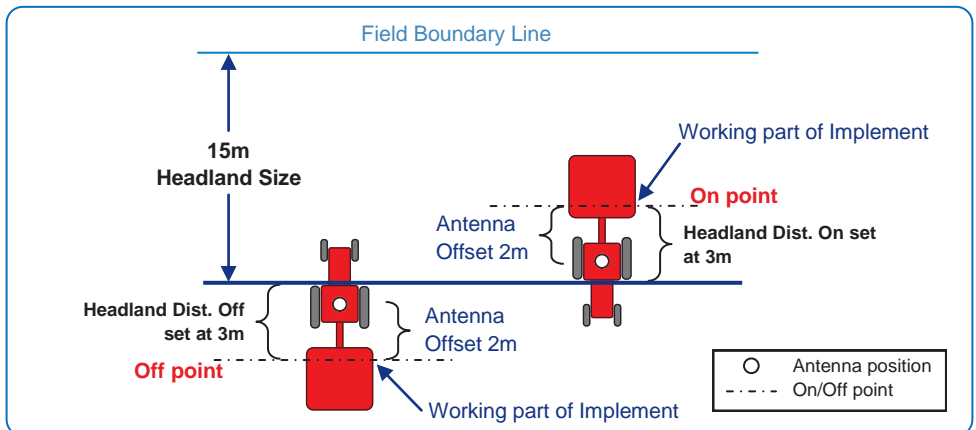 Field Boundary Line
15m
Headland Size
Working part of Implement
On point
Antenna
Offset 2m
Headland Dist. On set
at 3m
Headland Dist. Off
set at 3m
Antenna
Offset 2m
Off point
Working part of Implement
Antenna position
On/Off point